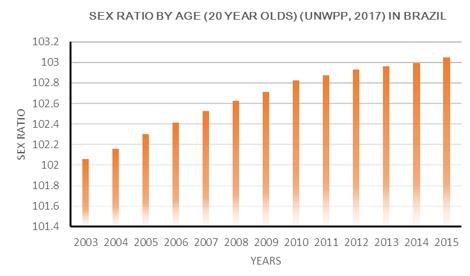 SEX RATIO BY AGE (20 YEAR OLDS) (UNWPP, 2017) IN BRAZIL
103.2
103
102.8
102.6
102.4
102.2
102
101.8
101.6
101.4
SEX RATIO
2003 2004 2005 2006 2007 2008 2009 2010 2011 2012 2013 2014 2015
YEARS